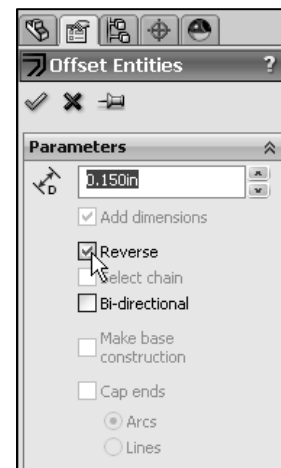 Offset Entities ?
Parameters
D 0.150in
Add dimensions
Reverse
Select chain
Bi-directional
Make base
construction
Cap ends
Arcs
Lines